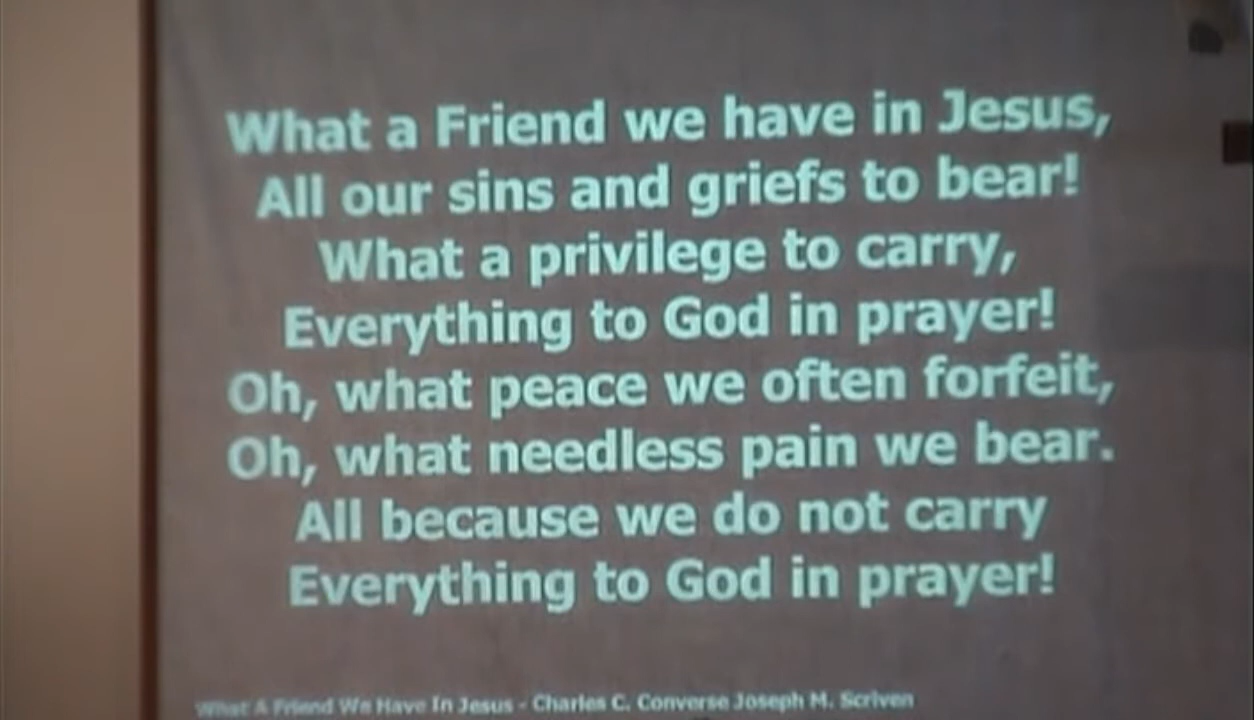 What a Friend we have in Jesus,
All our sins and griefs to bear!
What a privilege to carry,
Everything to God in prayer!
Oh, what peace we often forfeit,
Oh, what needless pain we bear.
All because we do not carry
Everything to God in prayer!
What A Friend We Have In Jesus - Charles C. Converse Joseph M. Scriven